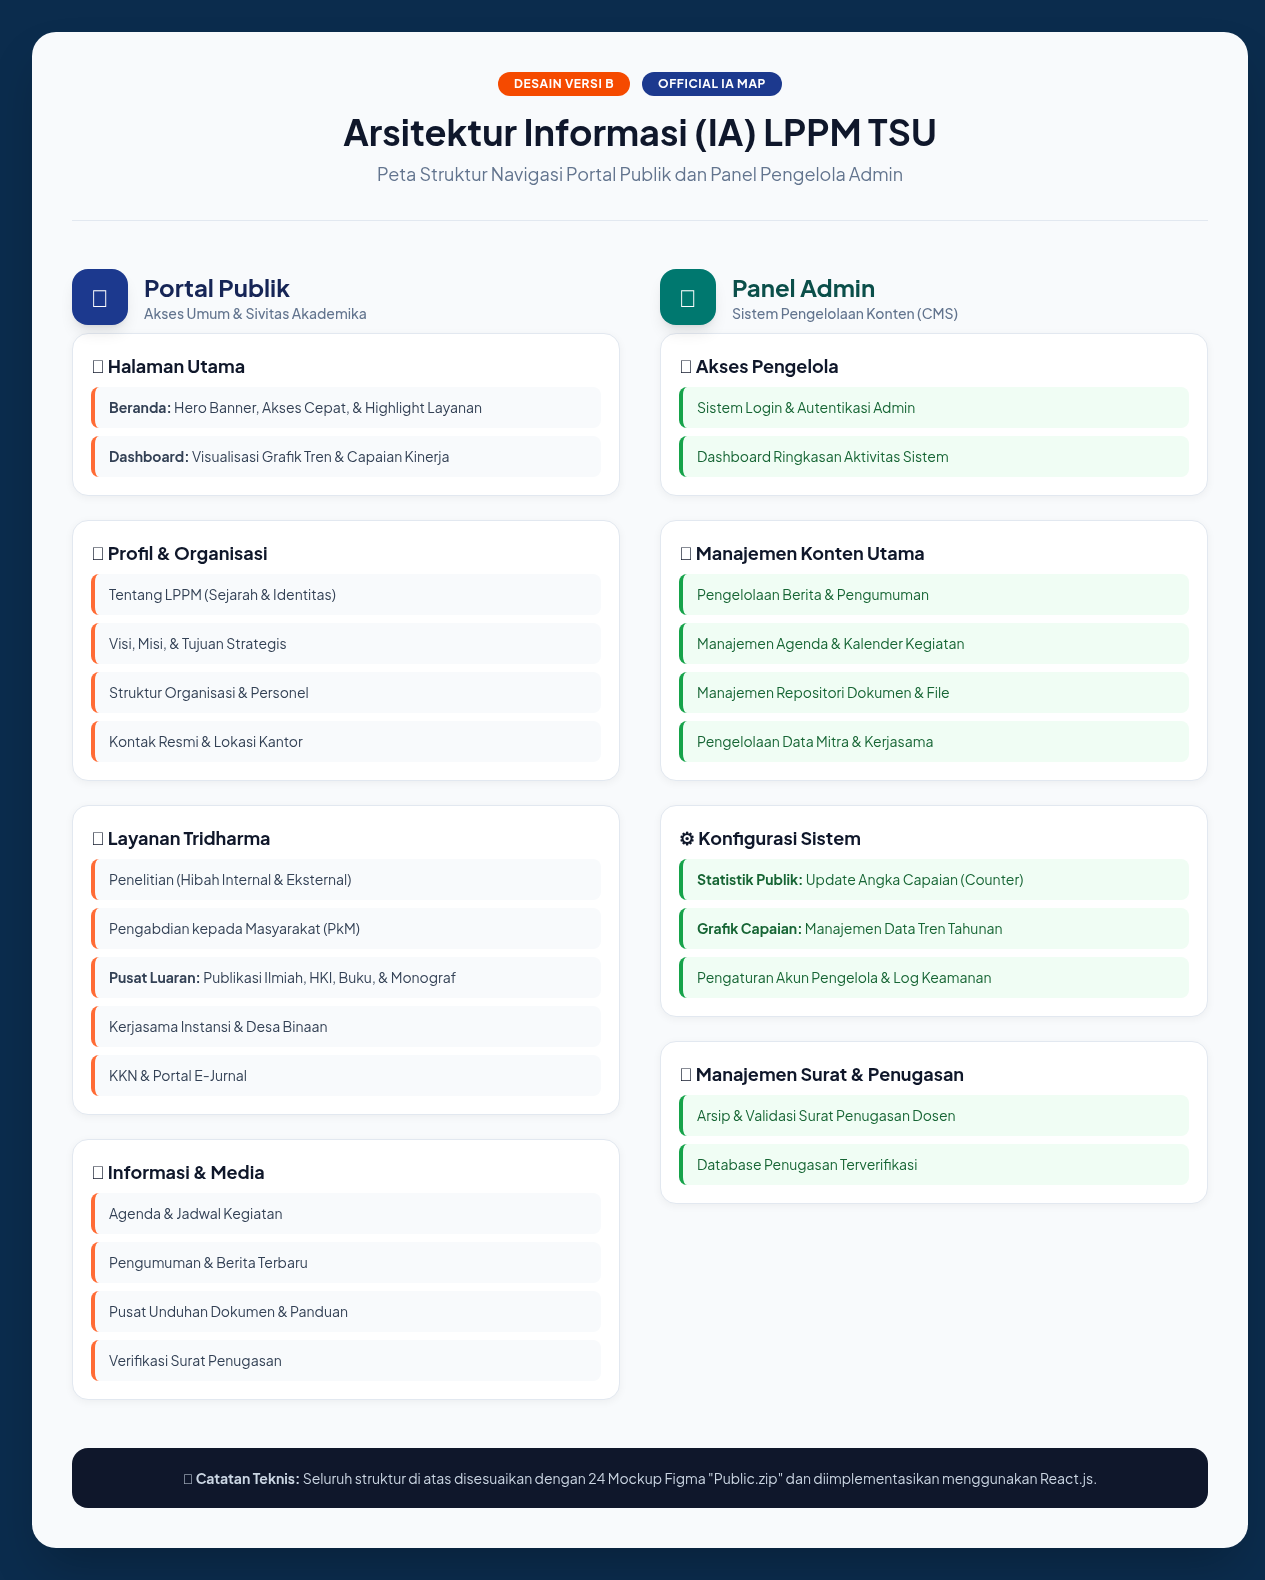 DESAIN VERSI B
OFFICIAL IA MAP
Arsitektur Informasi (IA) LPPM TSU
Peta Struktur Navigasi Portal Publik dan Panel Pengelola Admin
Portal Publik
Akses Umum & Sivitas Akademika
Halaman Utama
Beranda: Hero Banner, Akses Cepat, & Highlight Layanan
Dashboard: Visualisasi Grafik Tren & Capaian Kinerja
Profil & Organisasi
Tentang LPPM (Sejarah & Identitas)
Visi, Misi, & Tujuan Strategis
Struktur Organisasi & Personel
Kontak Resmi & Lokasi Kantor
Layanan Tridharma
Penelitian (Hibah Internal & Eksternal)
Pengabdian kepada Masyarakat (PkM)
Pusat Luaran: Publikasi Ilmiah, HKI, Buku, & Monograf
Kerjasama Instansi & Desa Binaan
KKN & Portal E-Jurnal
Informasi & Media
Agenda & Jadwal Kegiatan
Pengumuman & Berita Terbaru
Pusat Unduhan Dokumen & Panduan
Verifikasi Surat Penugasan
Panel Admin
Sistem Pengelolaan Konten (CMS)
Akses Pengelola
Sistem Login & Autentikasi Admin
Dashboard Ringkasan Aktivitas Sistem
Manajemen Konten Utama
Pengelolaan Berita & Pengumuman
Manajemen Agenda & Kalender Kegiatan
Manajemen Repositori Dokumen & File
Pengelolaan Data Mitra & Kerjasama
⚙ Konfigurasi Sistem
Statistik Publik: Update Angka Capaian (Counter)
Grafik Capaian: Manajemen Data Tren Tahunan
Pengaturan Akun Pengelola & Log Keamanan
Manajemen Surat & Penugasan
Arsip & Validasi Surat Penugasan Dosen
Database Penugasan Terverifikasi
Catatan Teknis: Seluruh struktur di atas disesuaikan dengan 24 Mockup Figma "Public.zip" dan diimplementasikan menggunakan React.js.